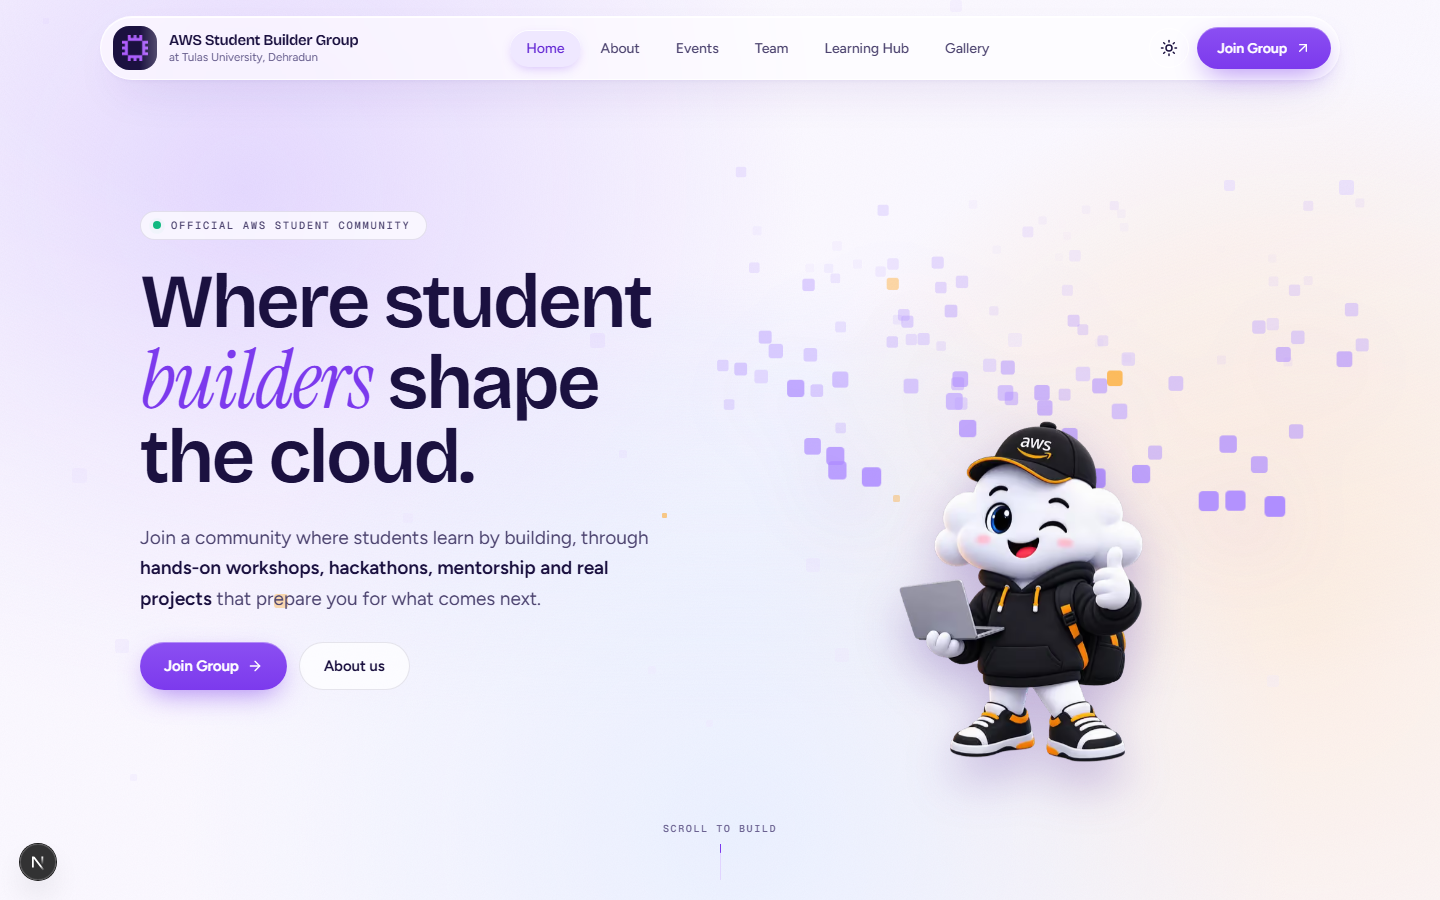 AWS Student Builder Group
at Tulas University, Dehradun
Home
About
Events
Team
Learning Hub
Gallery
Join Group
OFFICIAL AWS STUDENT COMMUNITY
Where student
builders shape
the cloud.
aws
Join a community where students learn by building, through
hands-on workshops, hackathons, mentorship and real
projects that prepare you for what comes next.
Join Group
About us
SCROLL TO BUILD
N